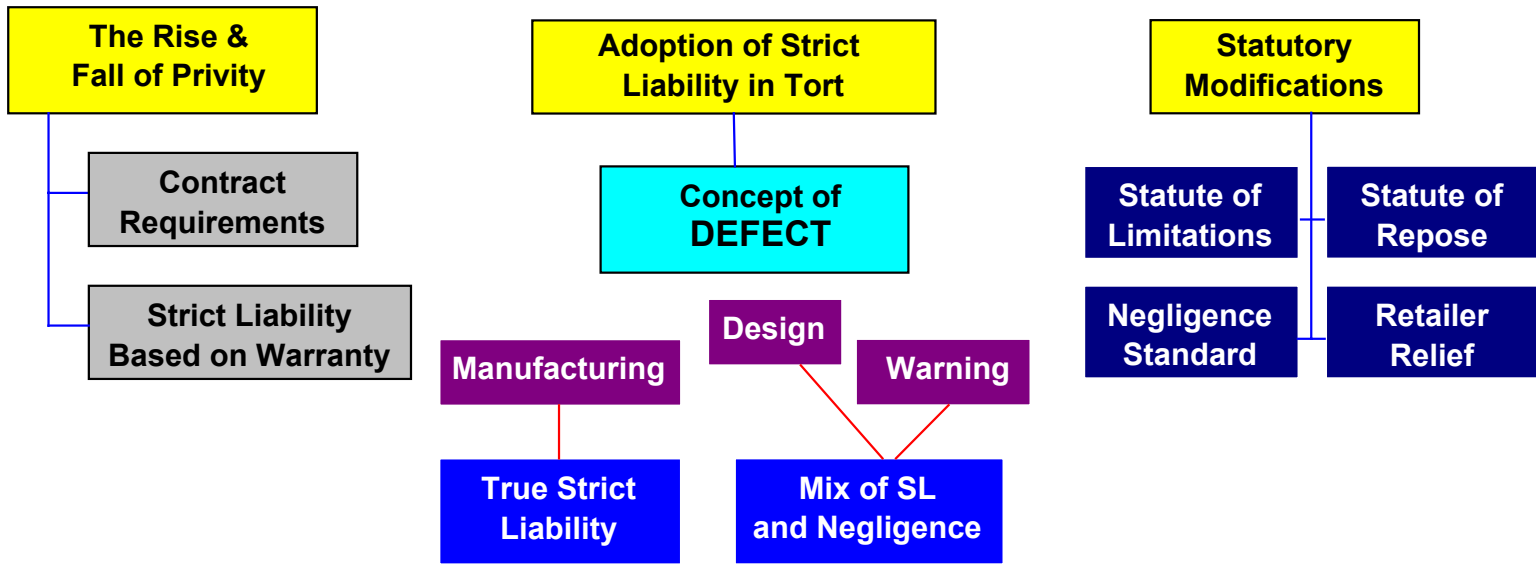 The Rise &
Fall of Privity
Contract
Requirements
Strict Liability
Based on Warranty
Adoption of Strict
Liability in Tort
Concept of
DEFECT
Manufacturing
Design
Warning
True Strict
Liability
Mix of SL
and Negligence
Statutory
Modifications
Statute of
Limitations
Statute of
Repose
Negligence
Standard
Retailer
Relief